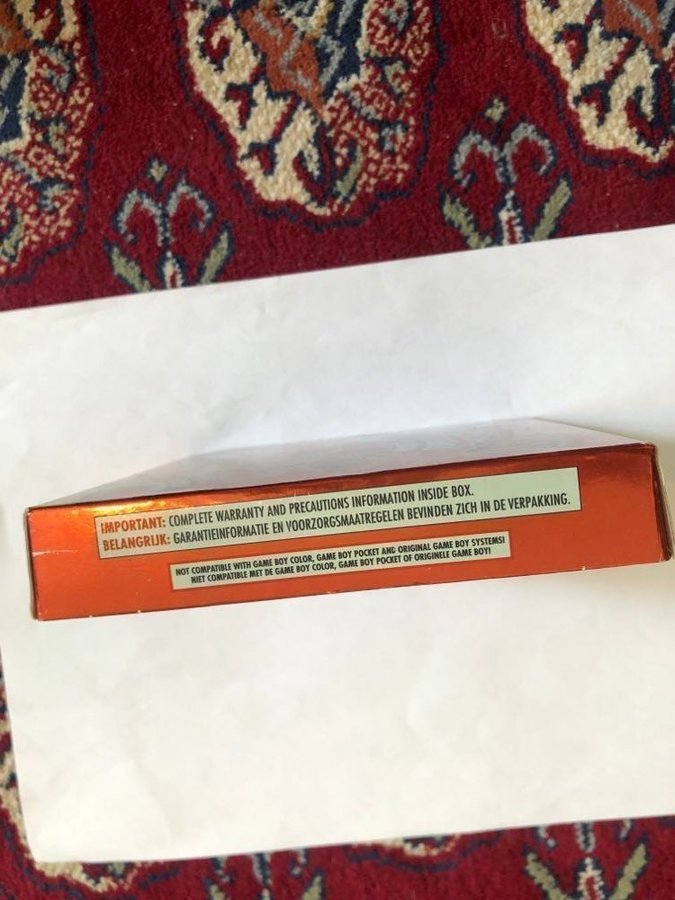 IMPORTANT: COMPLETE WARRANTY AND PRECAUTIONS INFORMATION INSIDE BOX.
BELANGRIJK: GARANTIEINFORMATIE EN VOORZORGSMAATREGELEN BEVINDEN ZICH IN DE VERPAKKING.
NOT COMPATIBLE WITH GAME BOY COLOR, GAME BOY POCKET AND ORIGINAL GAME BOY SYSTEMS!
NIET COMPATIBLE MET DE GAME BOY COLOR, GAME BOY POCKET OF ORIGINELE GAME BOY!